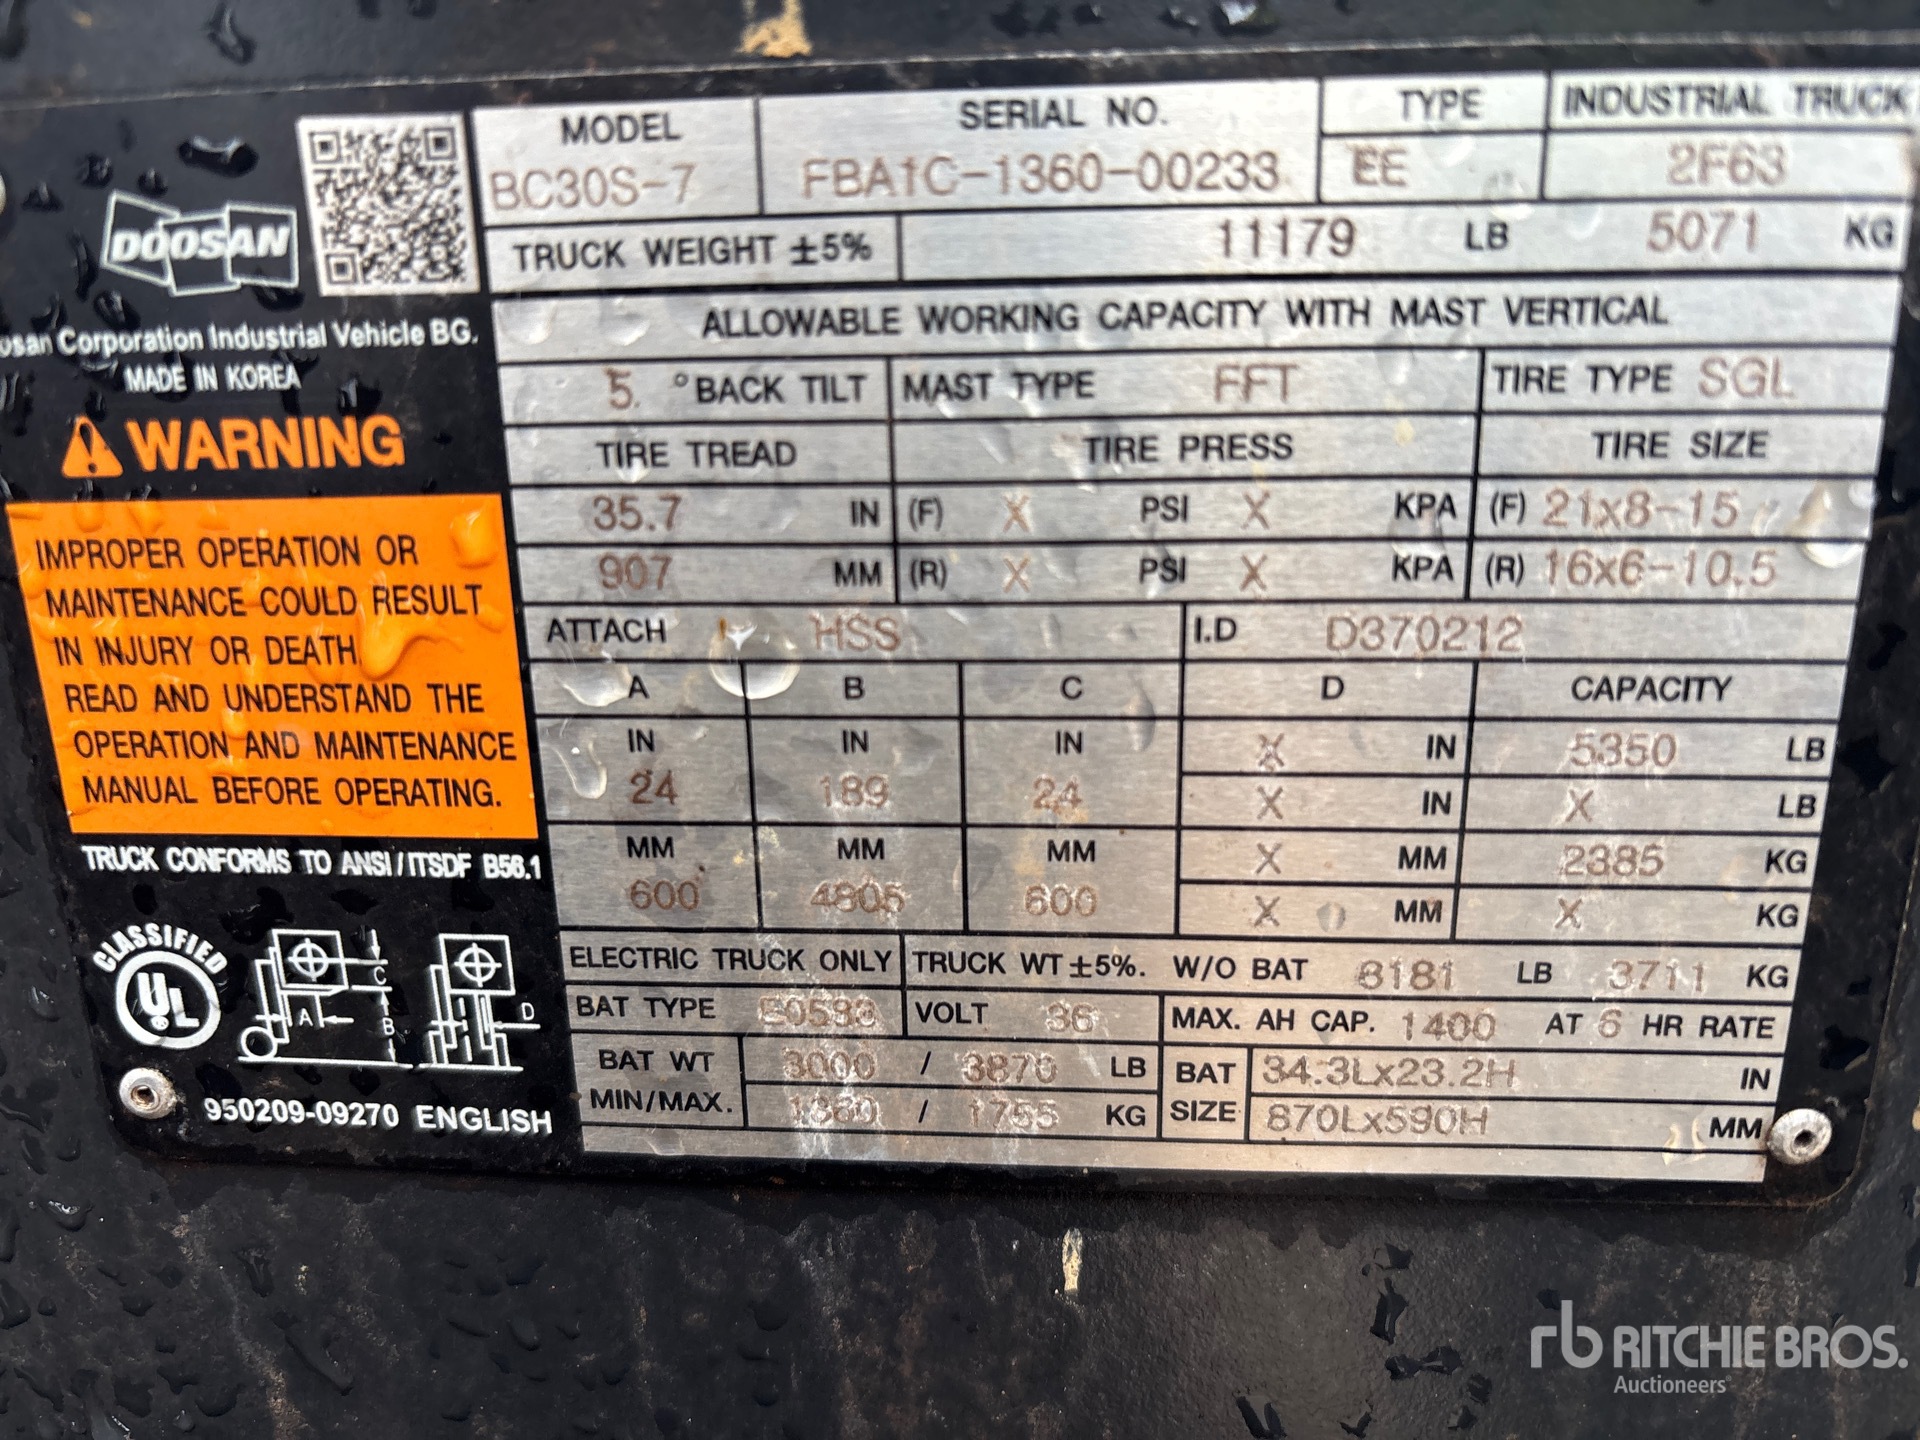 MODEL SERIAL NO. TYPE INDUSTRIAL TRUCK
BC30S-7 FBA1C-1360-00233 EE 2F63
DOOSAN
TRUCK WEIGHT ±5% 11179 LB 5071 KG
Corporation Industrial Vehicle BG.
MADE IN KOREA
ALLOWABLE WORKING CAPACITY WITH MAST VERTICAL
5 °BACK TILT MAST TYPE FFT TIRE TYPE SGL
WARNING
TIRE TREAD TIRE PRESS TIRE SIZE
35.7 IN (F) X PSI X KPA (F) 21x8-15
907 MM (R) X PSI X KPA (R) 16x6-10.5
IMPROPER OPERATION OR
MAINTENANCE COULD RESULT
IN INJURY OR DEATH.
READ AND UNDERSTAND THE
OPERATION AND MAINTENANCE
MANUAL BEFORE OPERATING.
ATTACH HSS I.D D370212
A B C D CAPACITY
IN IN IN X IN 5350 LB
24 189 24 X IN X LB
MM MM MM X MM 2385 KG
600 4805 600 X MM X KG
TRUCK CONFORMS TO ANSI/ITSDF B56.1
CLASSIFIED
UL ®
A B C D
ELECTRIC TRUCK ONLY TRUCK WT ±5%. W/O BAT 8181 LB 3711 KG
BAT TYPE VOLT 36 MAX. AH CAP. 1400 AT 6 HR RATE
BAT WT MIN/MAX. 3000 / 3870 LB BAT SIZE 34.3Lx23.2H IN
1360 / 1755 KG 870Lx590H MM
950209-09270 ENGLISH
rb RITCHIE BROS.
Auctioneers